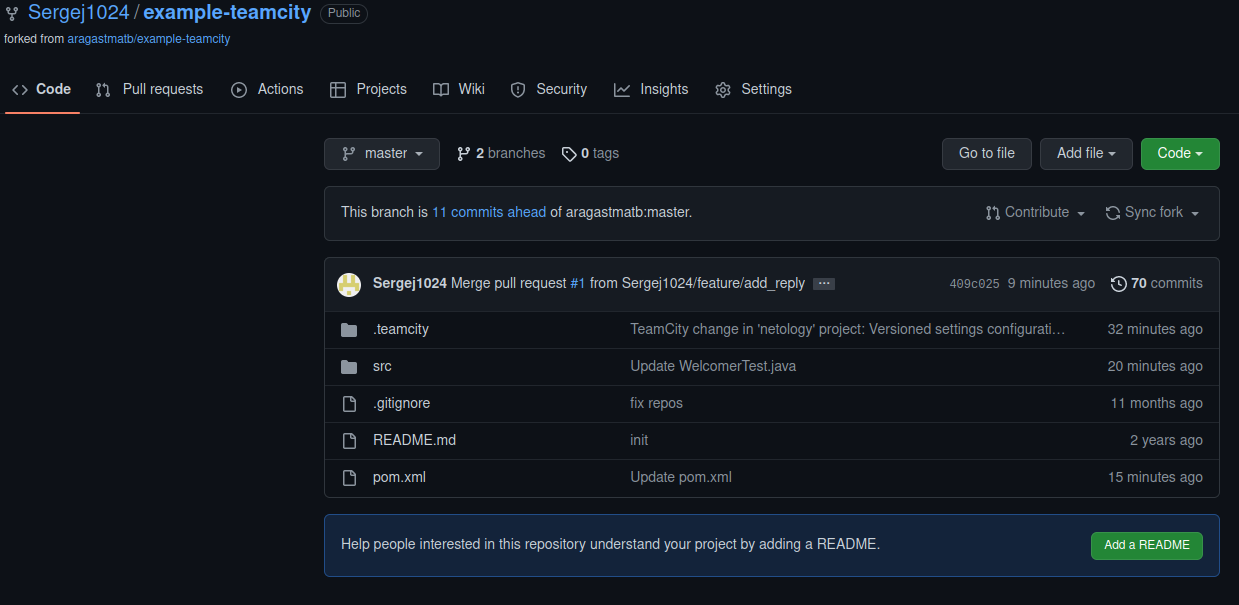 Sergej1024 / example-teamcity Public
forked from aragastmatb/example-teamcity
Code Pull requests Actions Projects Wiki Security Insights Settings
master 2 branches 0 tags Go to file Add file Code
This branch is 11 commits ahead of aragastmatb:master. Contribute Sync fork
Sergej1024 Merge pull request #1 from Sergej1024/feature/add_reply ... 409c025 9 minutes ago 70 commits
.teamcity TeamCity change in 'netology' project: Versioned settings configurati… 32 minutes ago
src Update WelcomerTest.java 20 minutes ago
.gitignore fix repos 11 months ago
README.md init 2 years ago
pom.xml Update pom.xml 15 minutes ago
Help people interested in this repository understand your project by adding a README. Add a README